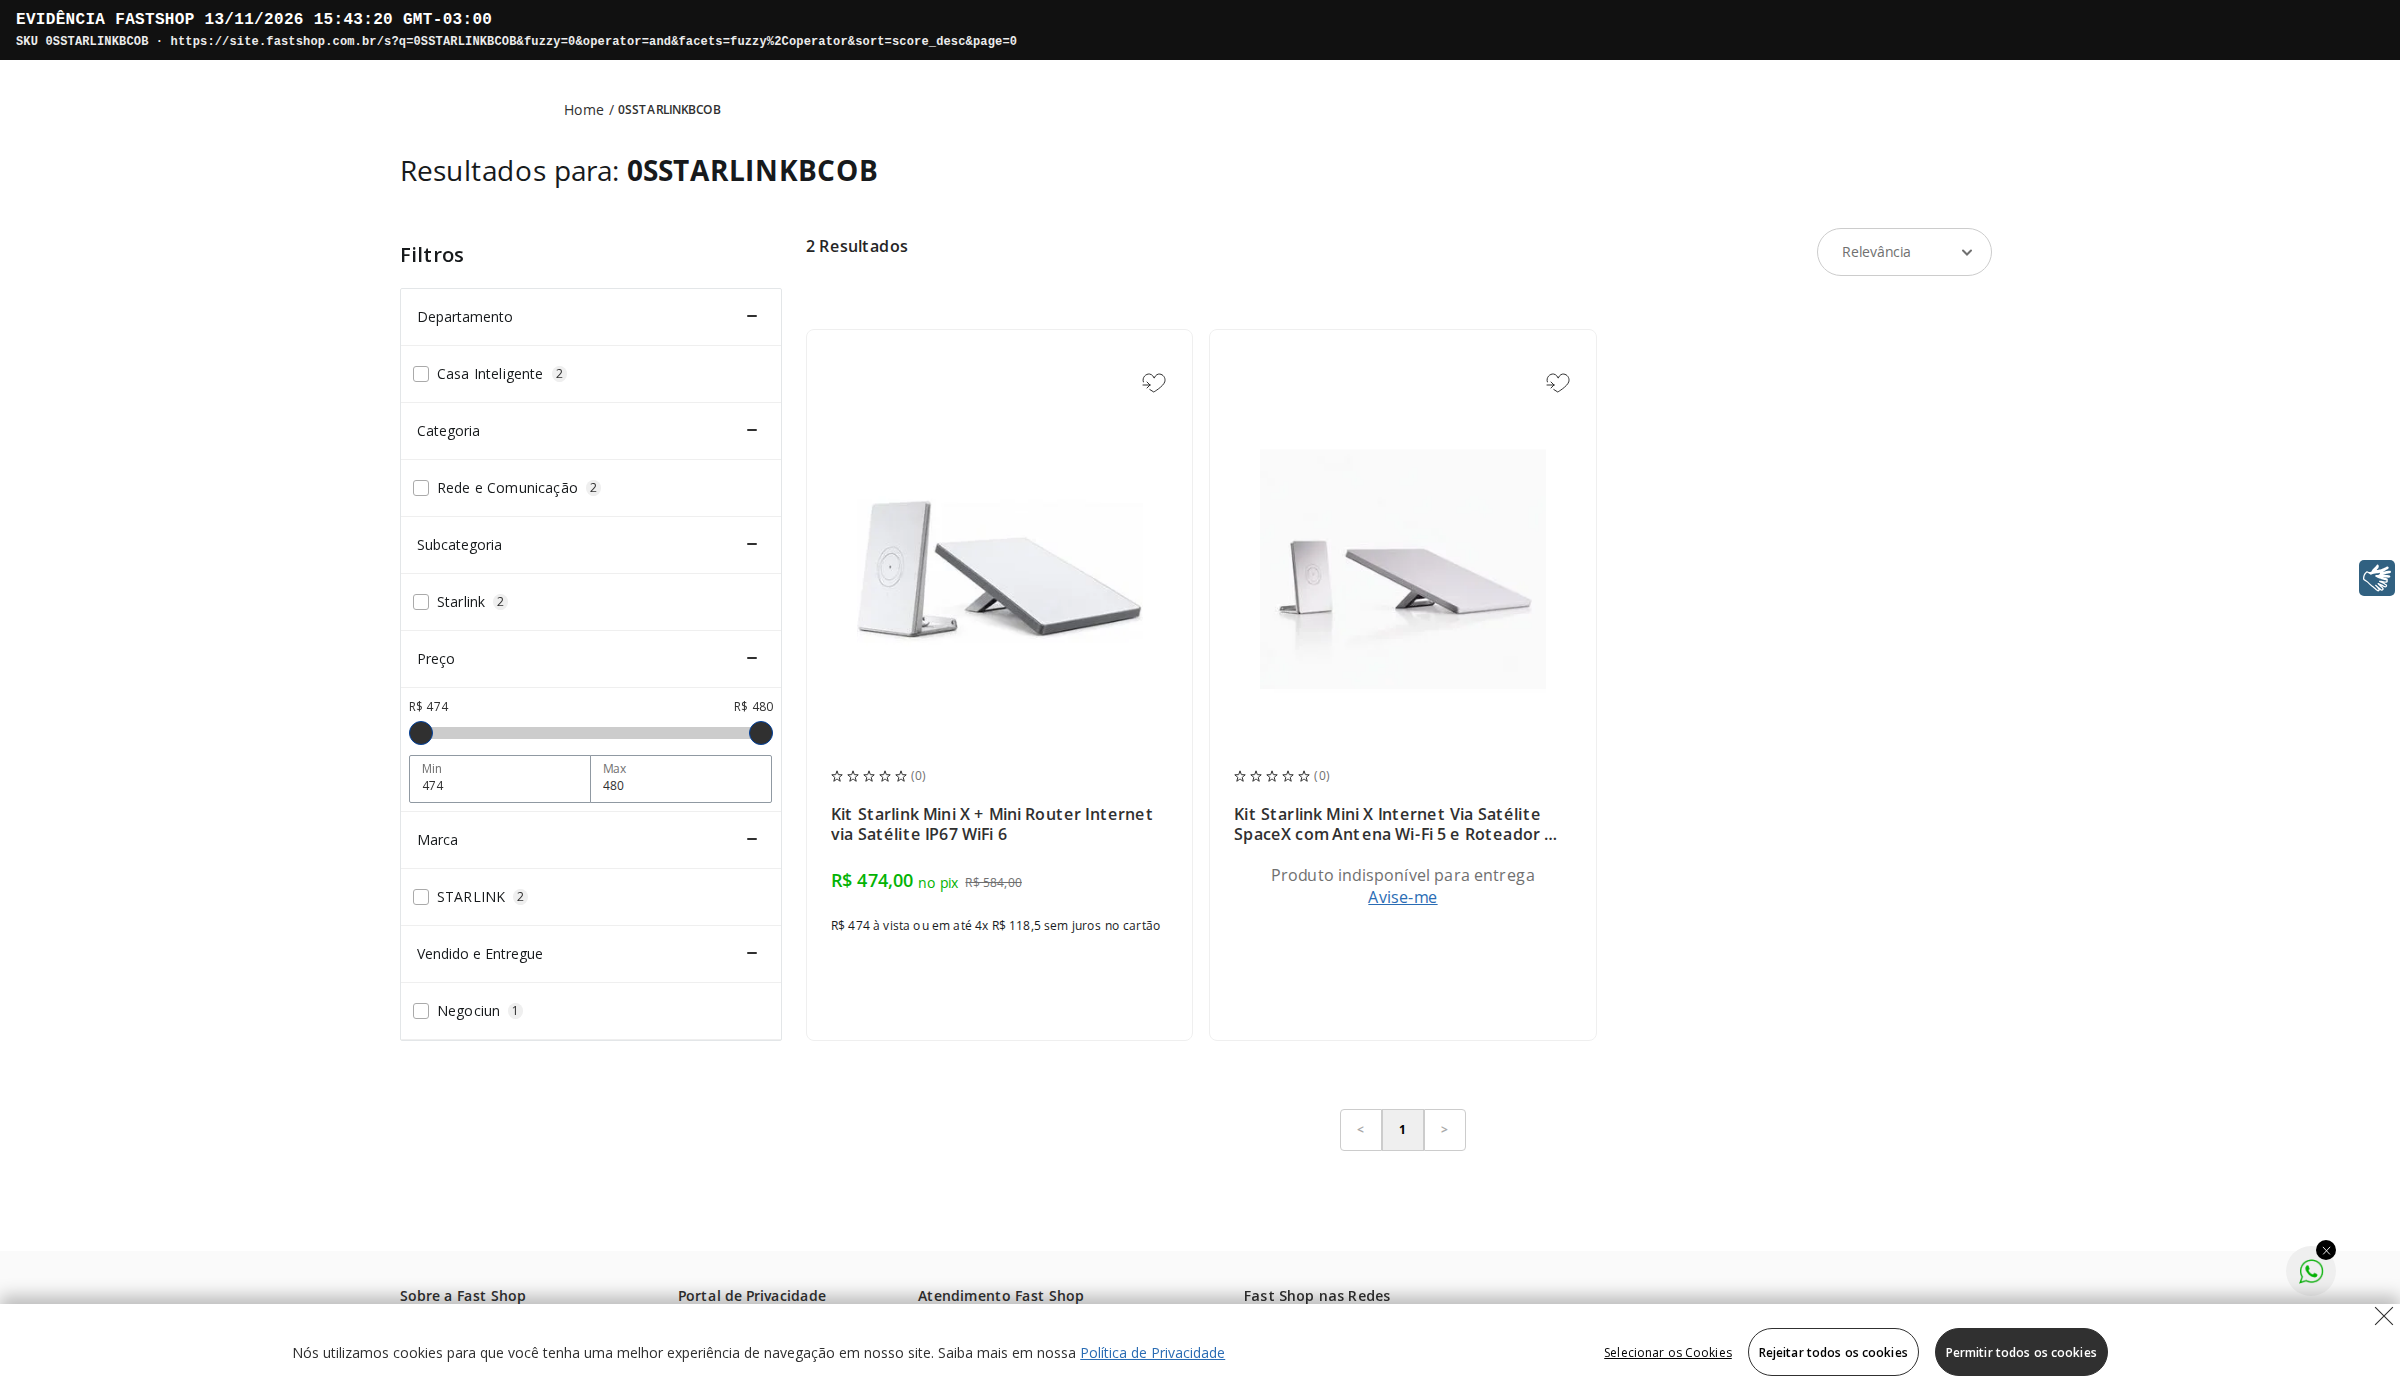 EVIDÊNCIA FASTSHOP 13/11/2026 15:43:20 GMT-03:00
SKU 0SSTARLINKBCOB · https://site.fastshop.com.br/s?q=0SSTARLINKBCOB&fuzzy=0&operator=and&facets=fuzzy%2Coperator&sort=score_desc&page=0
Home / 0SSTARLINKBCOB
Resultados para: 0SSTARLINKBCOB
Filtros
2 Resultados
Relevância
Departamento
Casa Inteligente 2
Categoria
Rede e Comunicação 2
Subcategoria
Starlink 2
Preço
R$ 474 R$ 480
Min Max
474 480
Marca
STARLINK 2
Vendido e Entregue
Negociun 1
(0)
Kit Starlink Mini X + Mini Router Internet
via Satélite IP67 WiFi 6
R$ 474,00 no pix R$ 584,00
R$ 474 à vista ou em até 4x R$ 118,5 sem juros no cartão
(0)
Kit Starlink Mini X Internet Via Satélite
SpaceX com Antena Wi-Fi 5 e Roteador ...
Produto indisponível para entrega
Avise-me
< 1 >
Sobre a Fast Shop Portal de Privacidade Atendimento Fast Shop Fast Shop nas Redes
Nós utilizamos cookies para que você tenha uma melhor experiência de navegação em nosso site. Saiba mais em nossa Política de Privacidade
Selecionar os Cookies Rejeitar todos os cookies Permitir todos os cookies